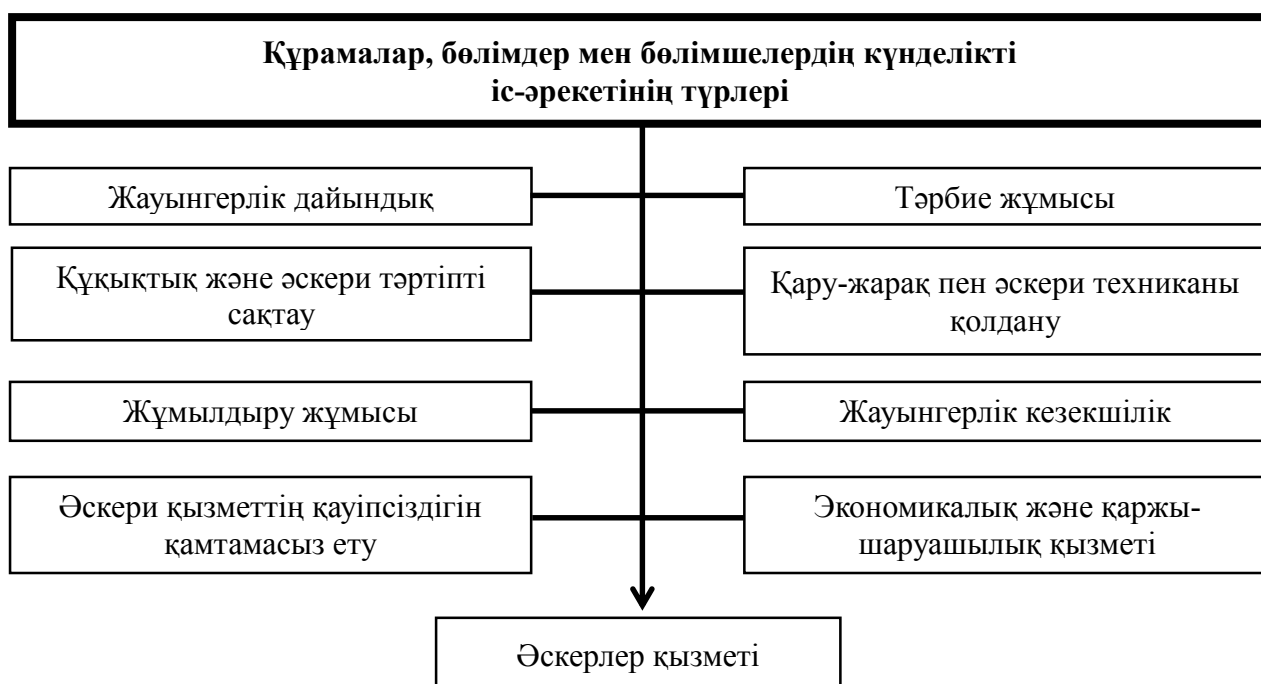 Құрамалар, бөлімдер мен бөлімшелердің күнделікті
іс-әрекетінің түрлері
Жауынгерлік дайындық
Тәрбие жұмысы
Құқықтық және әскери тәртіпті
сақтау
Қару-жарақ пен әскери техниканы
қолдану
Жұмылдыру жұмысы
Жауынгерлік кезекшілік
Әскери қызметтің қауіпсіздігін
қамтамасыз ету
Экономикалық және қаржы-
шаруашылық қызметі
Әскерлер қызметі